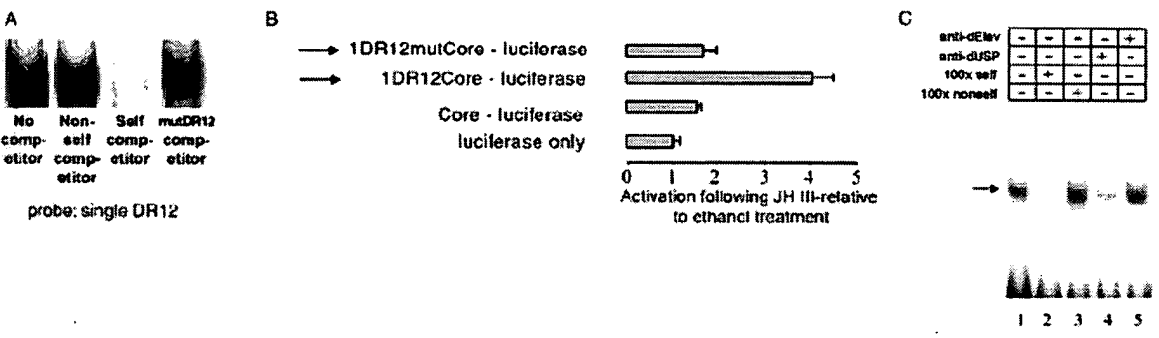 A
No competitor
Non-self competitor
Self competitor
mutDR12 competitor
probe: single DR12
B
1DR12mutCore - luciferase
1DR12Core - luciferase
Core - luciferase
luciferase only
0 1 2 3 4 5
Activation following JH III-relative
to ethanol treatment
C
anti-dElav - - - - +
anti-dUSP - - - + -
100x self - + - - -
100x nonself - - + - -
1 2 3 4 5